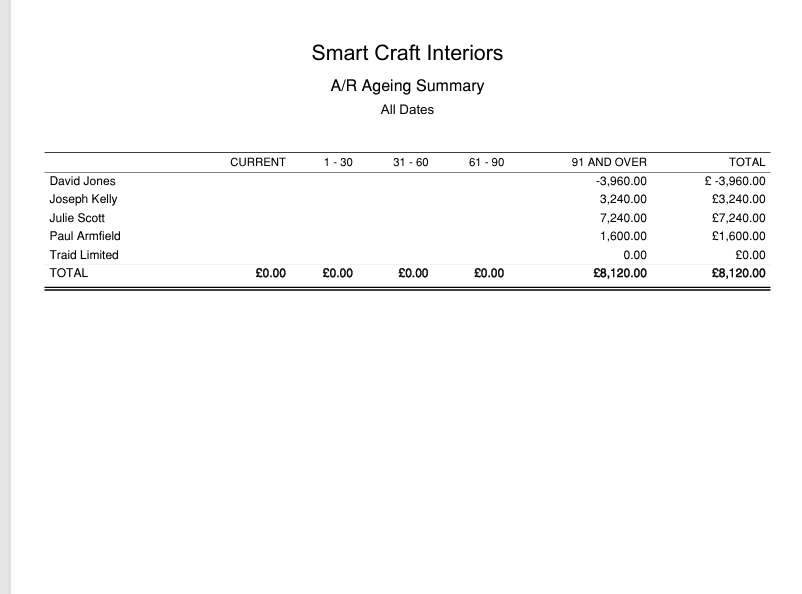 Smart Craft Interiors
A/R Ageing Summary
All Dates
CURRENT 1 - 30 31 - 60 61 - 90 91 AND OVER TOTAL
David Jones -3,960.00 £ -3,960.00
Joseph Kelly 3,240.00 £3,240.00
Julie Scott 7,240.00 £7,240.00
Paul Armfield 1,600.00 £1,600.00
Traid Limited 0.00 £0.00
TOTAL £0.00 £0.00 £0.00 £0.00 £8,120.00 £8,120.00